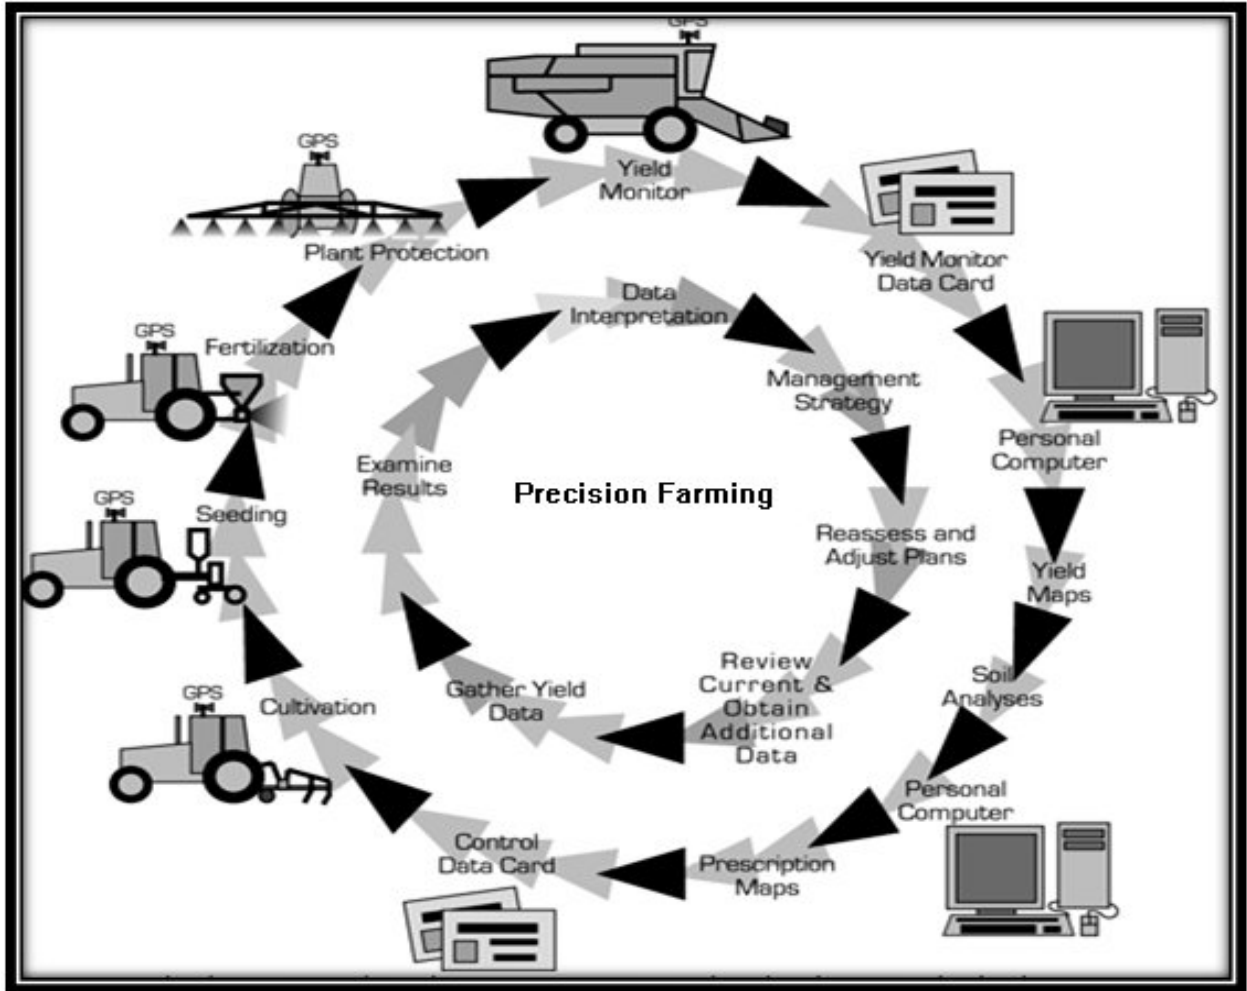 GPS
Yield
Monitor
Yield Monitor
Data Card
Personal
Computer
Yield
Maps
Soil
Analyses
Personal
Computer
Prescription
Maps
Control
Data Card
GPS
Cultivation
GPS
Seeding
GPS
Fertilization
GPS
Plant Protection
Data
Interpretation
Management
Strategy
Reassess and
Adjust Plans
Review
Current &
Obtain
Additional
Data
Gather Yield
Data
Examine
Results
Precision Farming